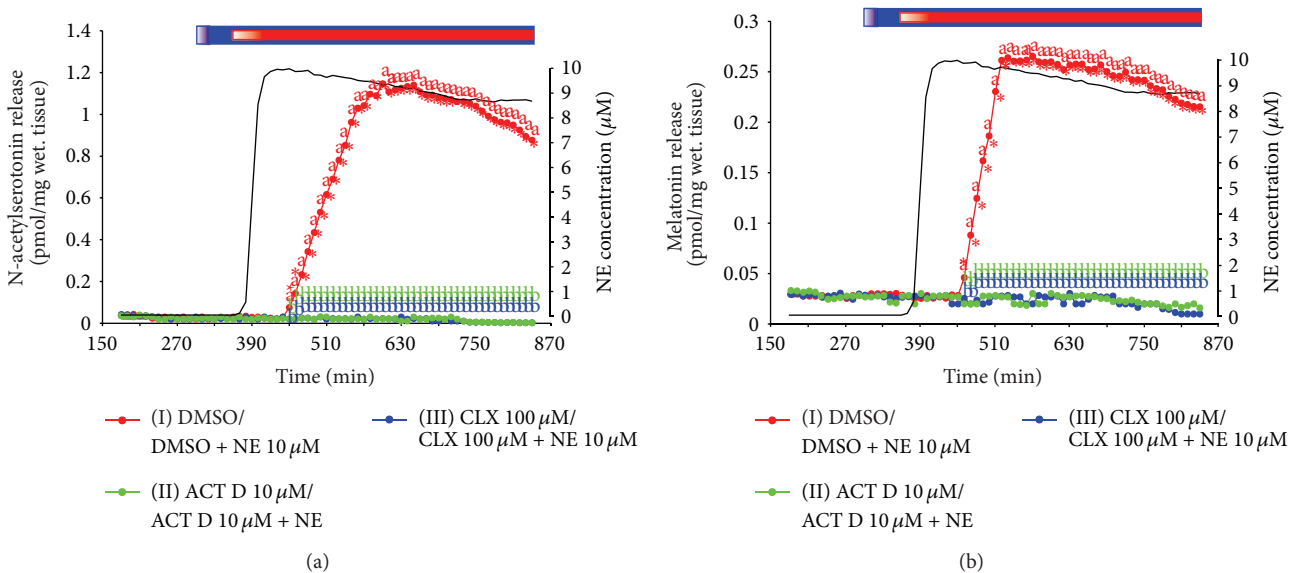 1.4
1.2
1
0.8
0.6
0.4
0.2
0
N-acetylserotonin release
(pmol/mg wet. tissue)
10
9
8
7
6
5
4
3
2
1
0
NE concentration (μM)
150 270 390 510 630 750 870
Time (min)
(I) DMSO/
DMSO + NE 10 μM
(III) CLX 100 μM/
CLX 100 μM + NE 10 μM
(II) ACT D 10 μM/
ACT D 10 μM + NE
(a)
0.3
0.25
0.2
0.15
0.1
0.05
0
Melatonin release
(pmol/mg wet. tissue)
10
9
8
7
6
5
4
3
2
1
0
NE concentration (μM)
150 270 390 510 630 750 870
Time (min)
(I) DMSO/
DMSO + NE 10 μM
(III) CLX 100 μM/
CLX 100 μM + NE 10 μM
(II) ACT D 10 μM/
ACT D 10 μM + NE
(b)